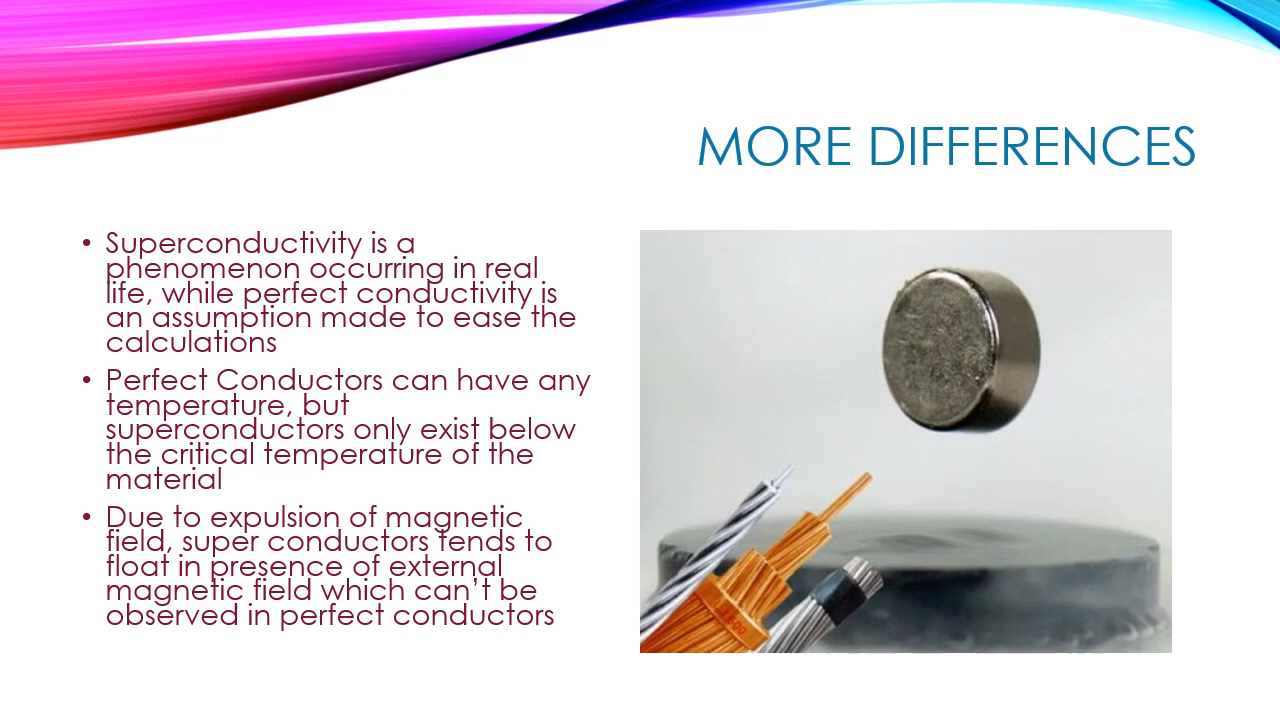 MORE DIFFERENCES
• Superconductivity is a
phenomenon occurring in real
life, while perfect conductivity is
an assumption made to ease the
calculations
• Perfect Conductors can have any
temperature, but
superconductors only exist below
the critical temperature of the
material
• Due to expulsion of magnetic
field, super conductors tends to
float in presence of external
magnetic field which can’t be
observed in perfect conductors